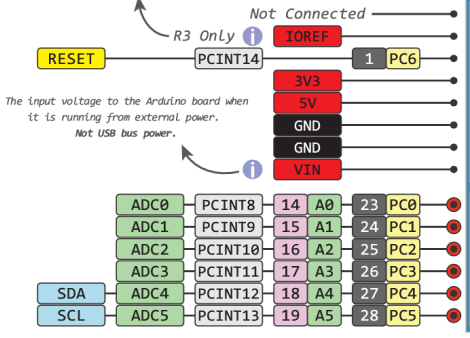 Not Connected
R3 Only i IOREF
RESET PCINT14 1 PC6
3V3
The input voltage to the Arduino board when
5V
it is running from external power.
GND
Not USB bus power.
GND
i VIN
ADC0 PCINT8 14 A0 23 PC0
ADC1 PCINT9 15 A1 24 PC1
ADC2 PCINT10 16 A2 25 PC2
ADC3 PCINT11 17 A3 26 PC3
SDA ADC4 PCINT12 18 A4 27 PC4
SCL ADC5 PCINT13 19 A5 28 PC5